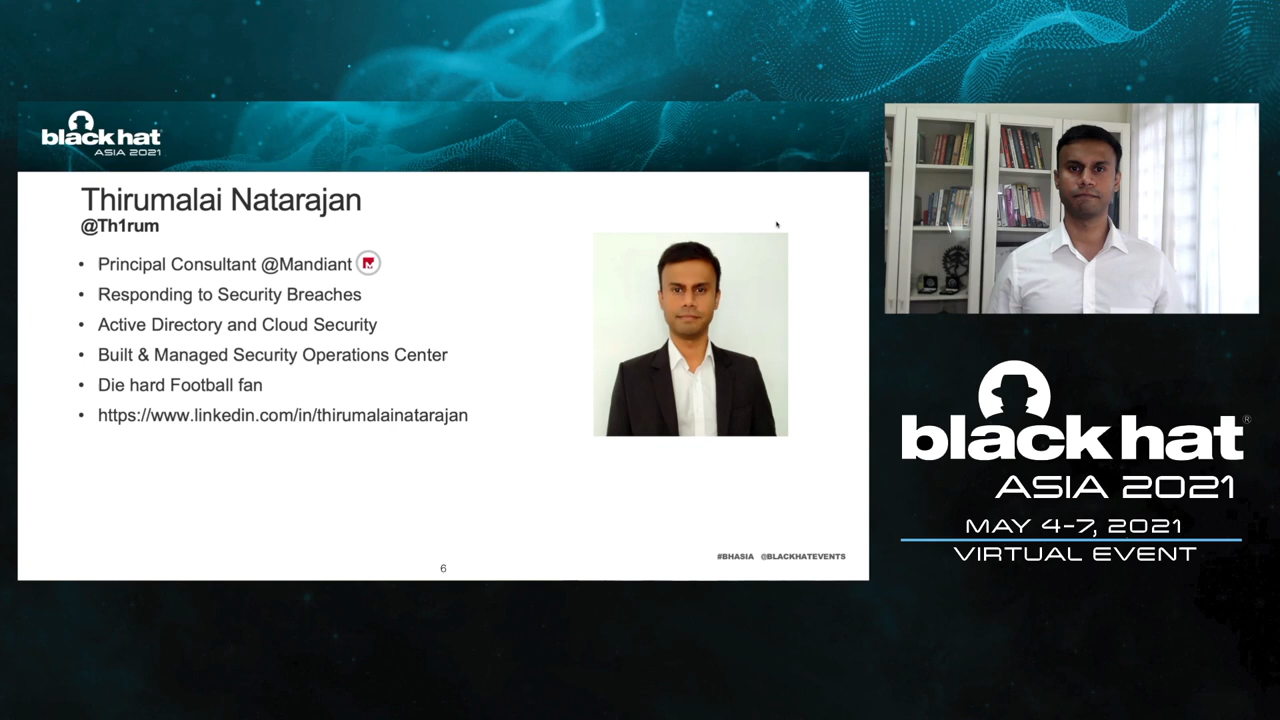 black hat
ASIA 2021
Thirumalai Natarajan
@Th1rum
• Principal Consultant @Mandiant
• Responding to Security Breaches
• Active Directory and Cloud Security
• Built & Managed Security Operations Center
• Die hard Football fan
• https://www.linkedin.com/in/thirumalainatarajan
#BHASIA @BLACKHATEVENTS
6
black hat®
ASIA 2021
MAY 4-7, 2021
VIRTUAL EVENT